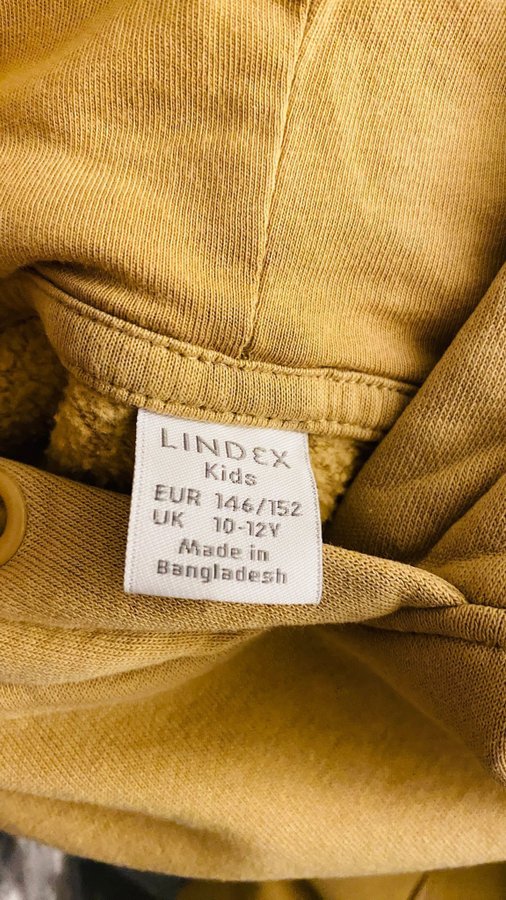 LINDEX
Kids
EUR 146/152
UK 10-12Y
Made in
Bangladesh